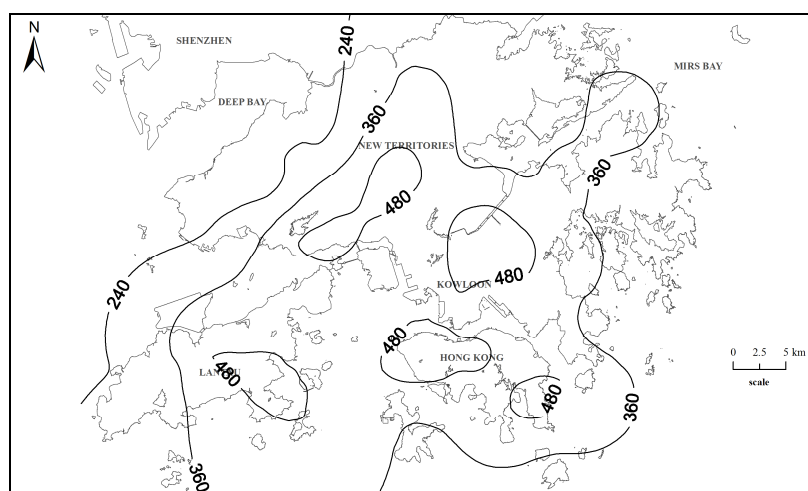 N
SHENZHEN
240
MIRS BAY
DEEP BAY
360
NEW TERRITORIES
360
480
480
KOWLOON
240
480
HONG KONG
0 2.5 5 km
scale
LANTAU
480
480
360
360